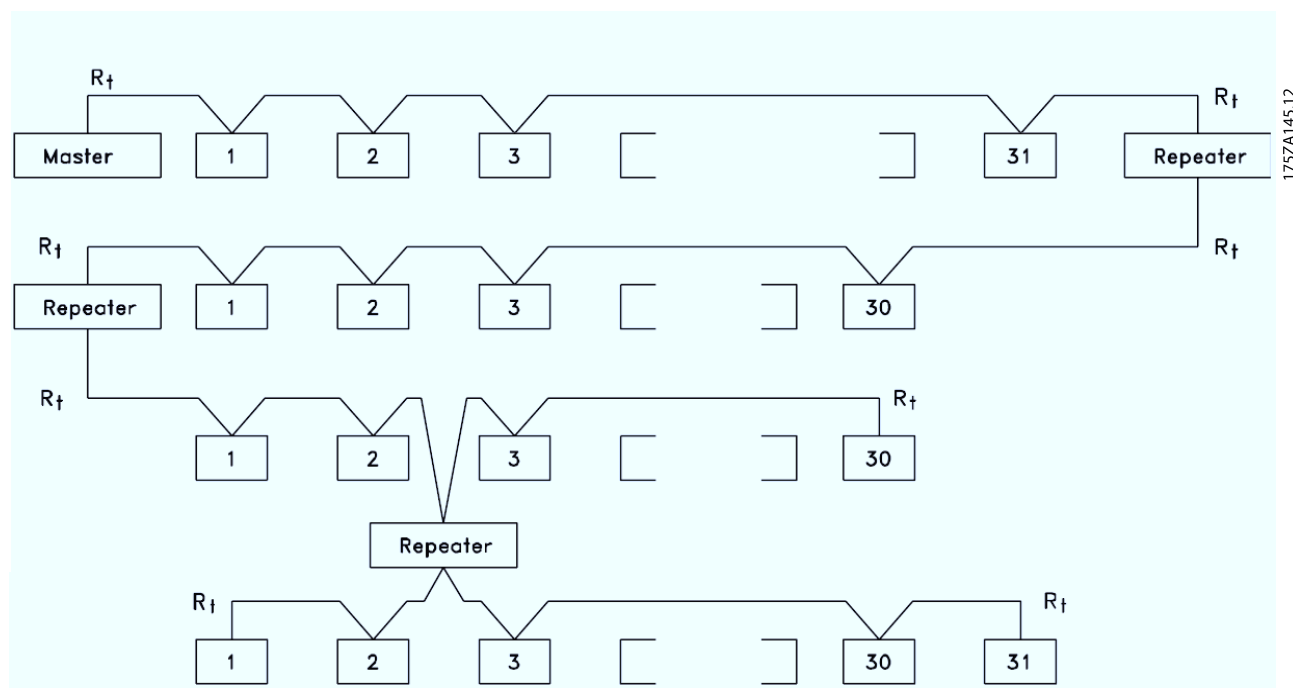 Rt
Rt
Master 1 2 3 31 Repeater
1757A145.12
Rt Rt
Repeater 1 2 3 30
Rt Rt
1 2 3 30
Repeater
Rt Rt
1 2 3 30 31